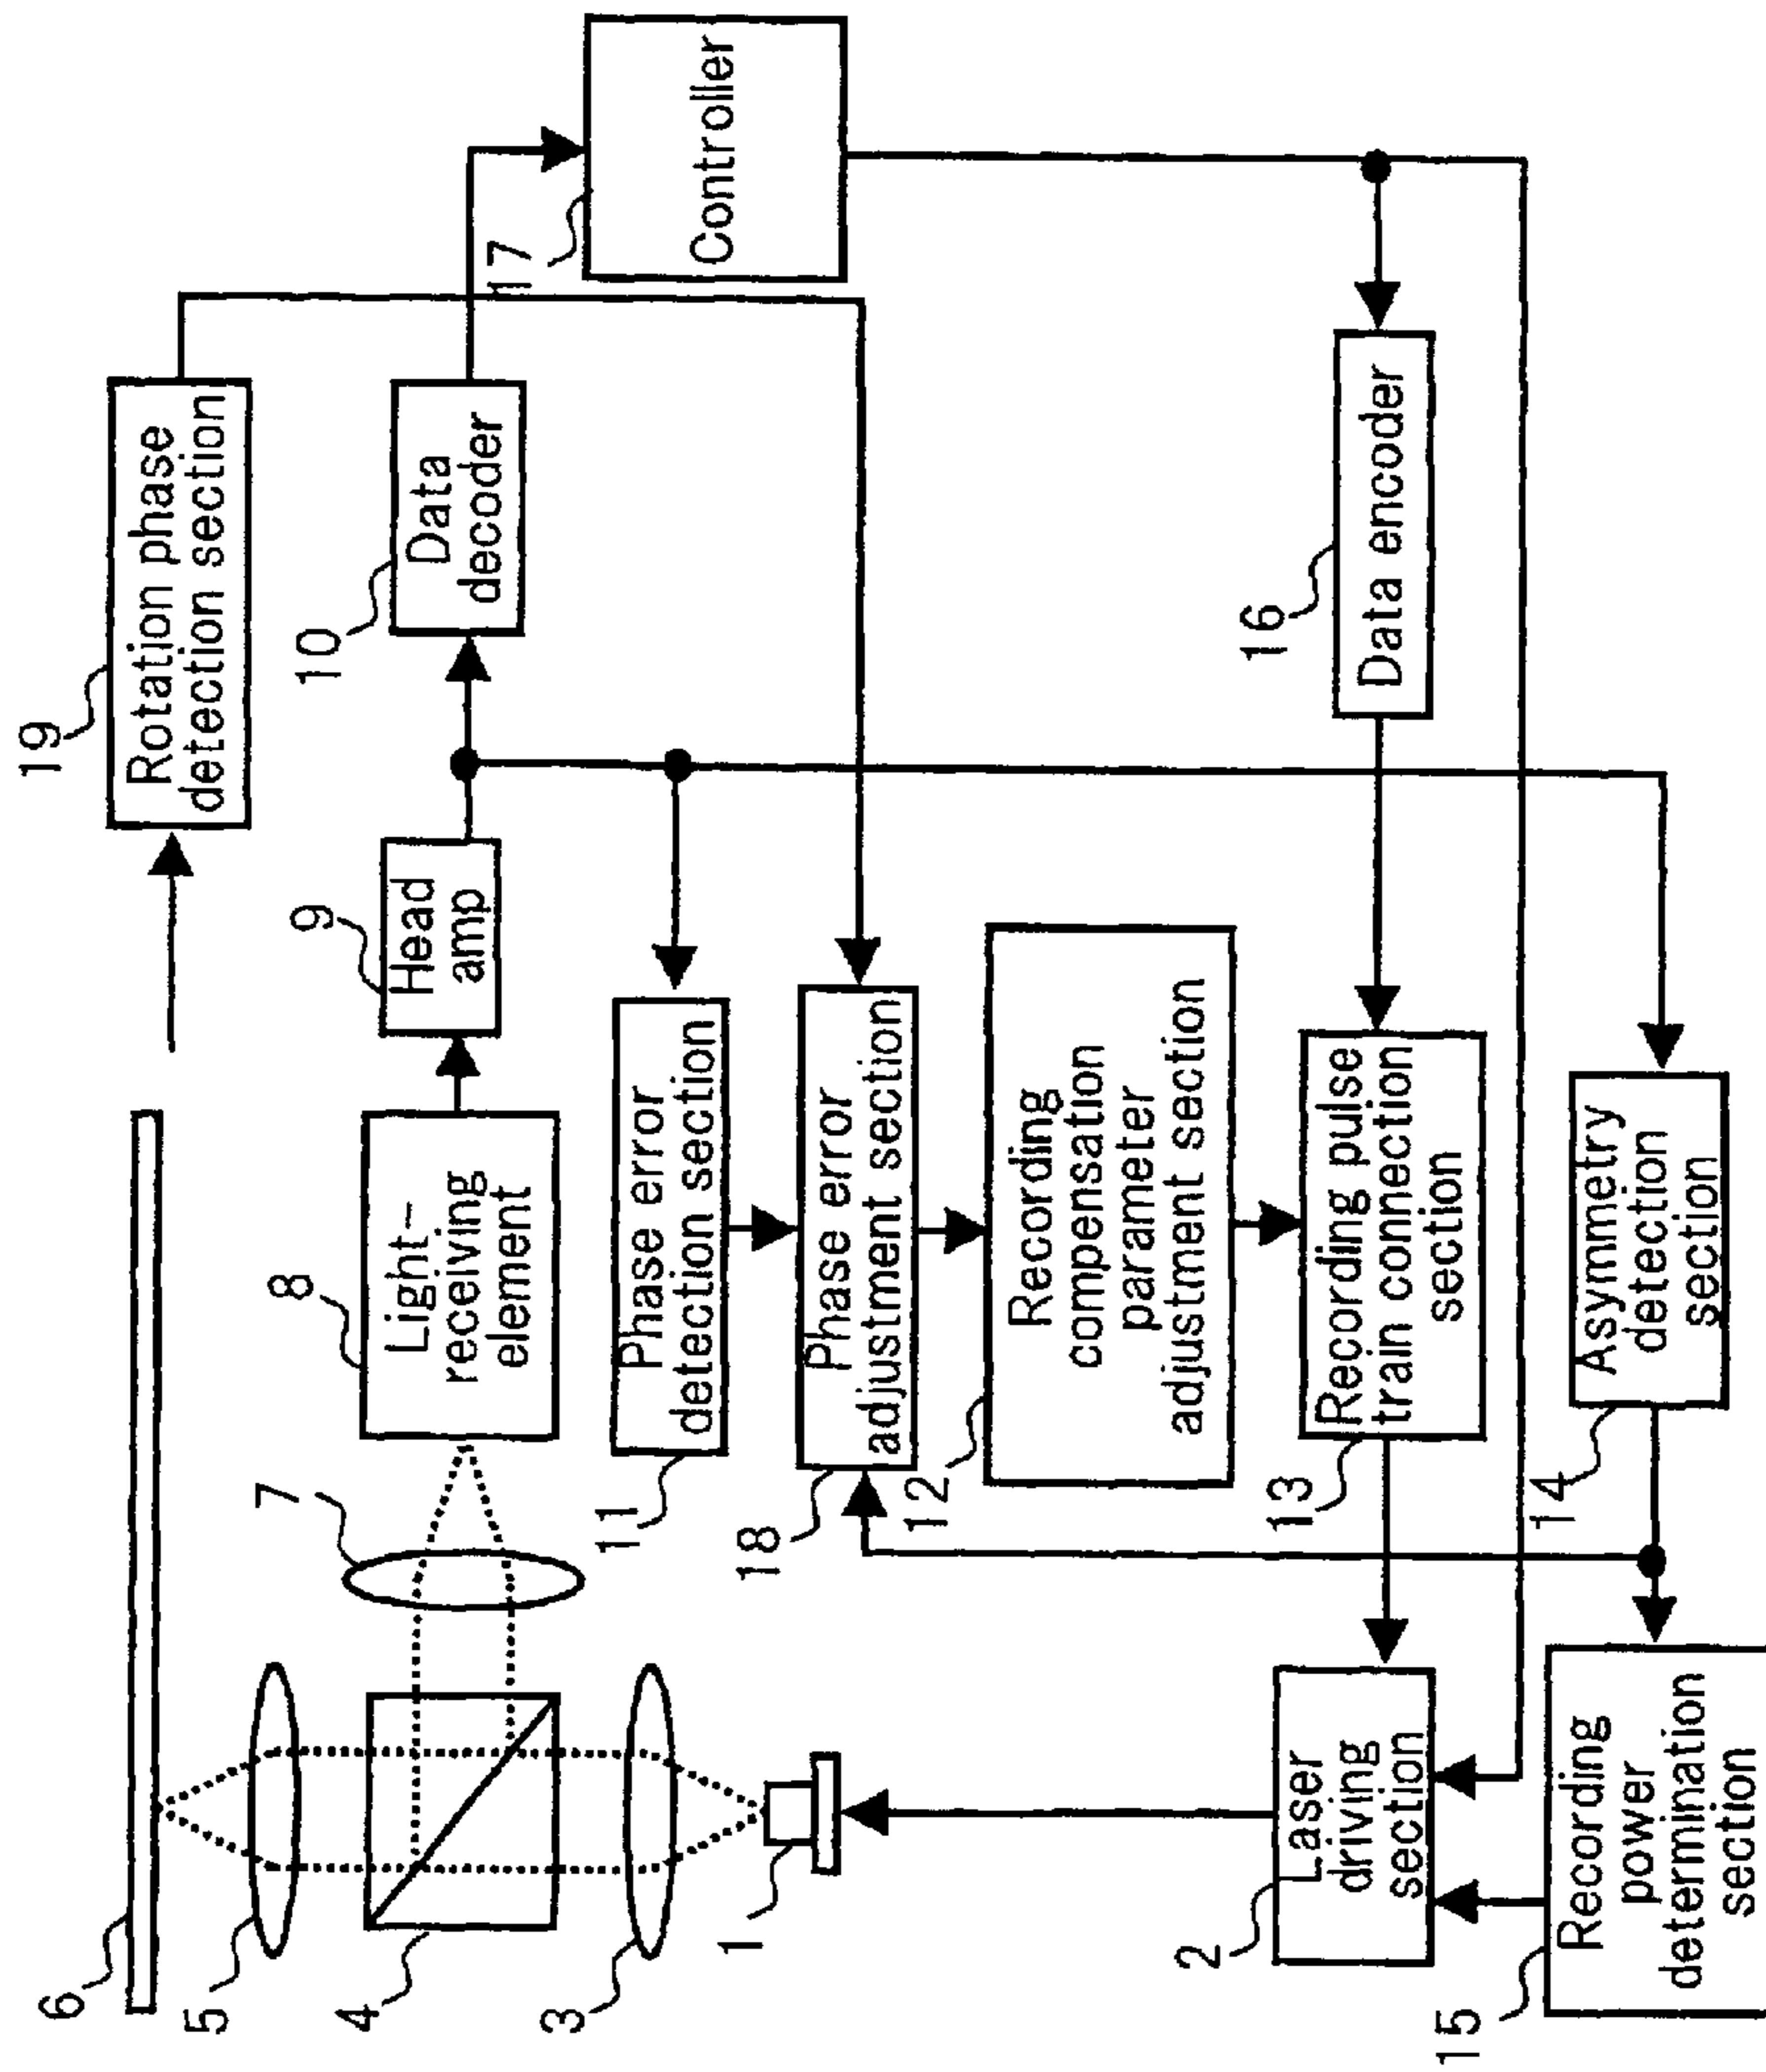 19
Rotation phase
detection section
6
5
4
3
1
7
8
Light-
receiving
element
9
Head
amp
10
Data
decoder
17
Controller
11
Phase error
detection section
18
Phase error
adjustment section
12
Recording
compensation
parameter
adjustment section
13
Recording pulse
train connection
section
16
Data encoder
2
Laser
driving
section
14
Asymmetry
detection
section
15
Recording
power
determination
section